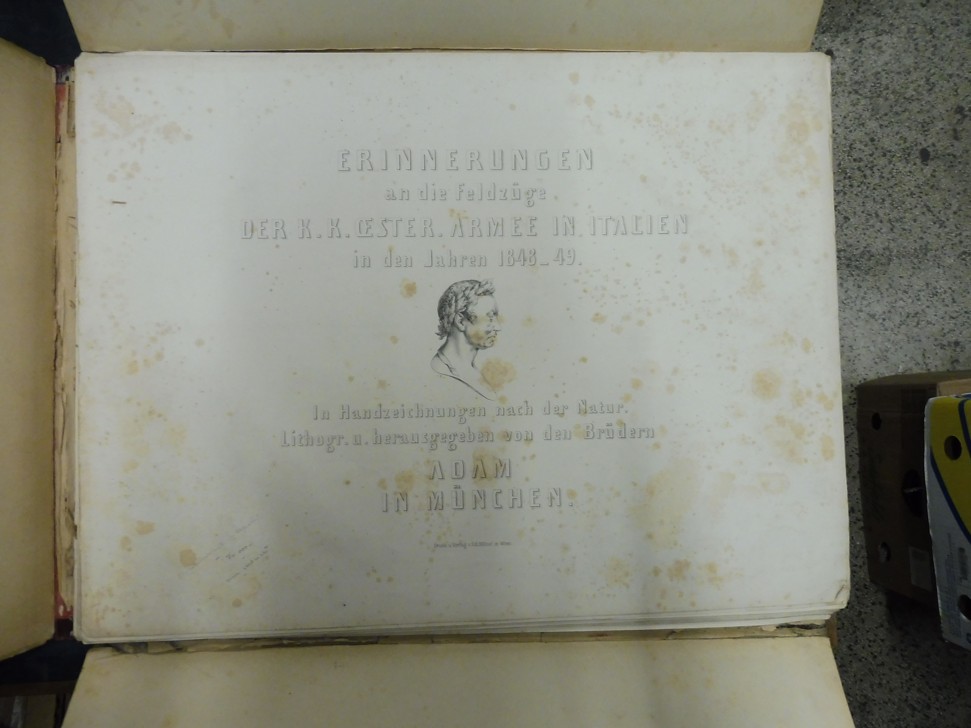 ERINNERUNGEN
an die Feldzüge
DER K. K. ŒSTER. ARMEE IN ITALIEN
in den Jahren 1848_49.
In Handzeichnungen nach der Natur.
Lithogr. u. herausgegeben von den Brüdern
ADAM
IN MÜNCHEN.